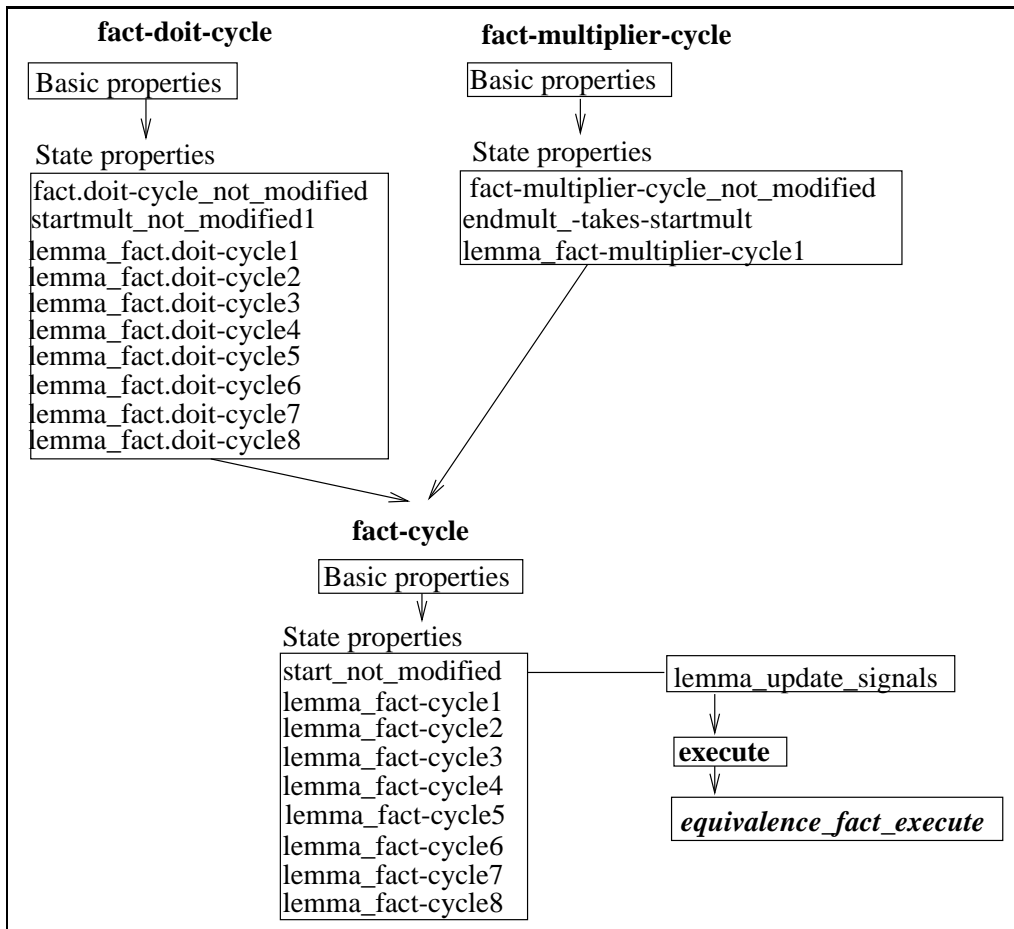 fact-doit-cycle
Basic properties
State properties
fact.doit-cycle_not_modified
startmult_not_modified1
lemma_fact.doit-cycle1
lemma_fact.doit-cycle2
lemma_fact.doit-cycle3
lemma_fact.doit-cycle4
lemma_fact.doit-cycle5
lemma_fact.doit-cycle6
lemma_fact.doit-cycle7
lemma_fact.doit-cycle8
fact-multiplier-cycle
Basic properties
State properties
fact-multiplier-cycle_not_modified
endmult_-takes-startmult
lemma_fact-multiplier-cycle1
fact-cycle
Basic properties
State properties
start_not_modified
lemma_fact-cycle1
lemma_fact-cycle2
lemma_fact-cycle3
lemma_fact-cycle4
lemma_fact-cycle5
lemma_fact-cycle6
lemma_fact-cycle7
lemma_fact-cycle8
lemma_update_signals
execute
equivalence_fact_execute